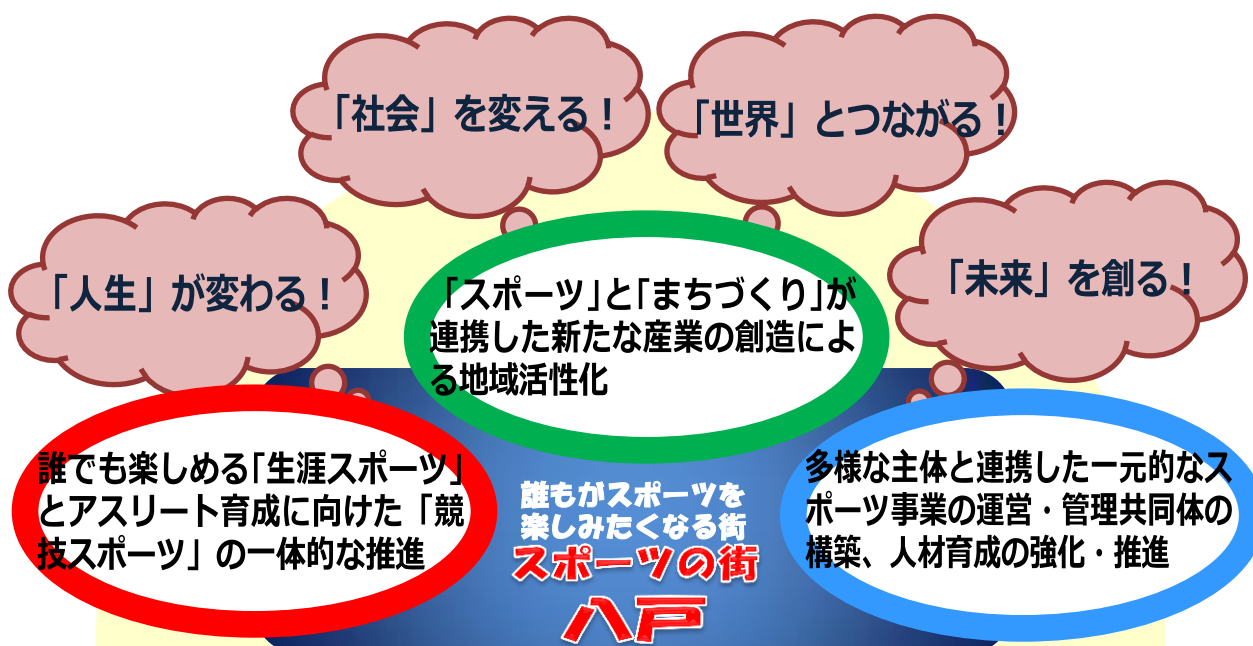 「社会」を変える！
「世界」とつながる！
「人生」が変わる！
「未来」を創る！
「スポーツ」と「まちづくり」が
連携した新たな産業の創造によ
る地域活性化
誰でも楽しめる「生涯スポーツ」
とアスリート育成に向けた「競
技スポーツ」の一体的な推進
多様な主体と連携した一元的なス
ポーツ事業の運営・管理共同体の
構築、人材育成の強化・推進
誰もがスポーツを
楽しみたくなる街
スポーツの街
八戸